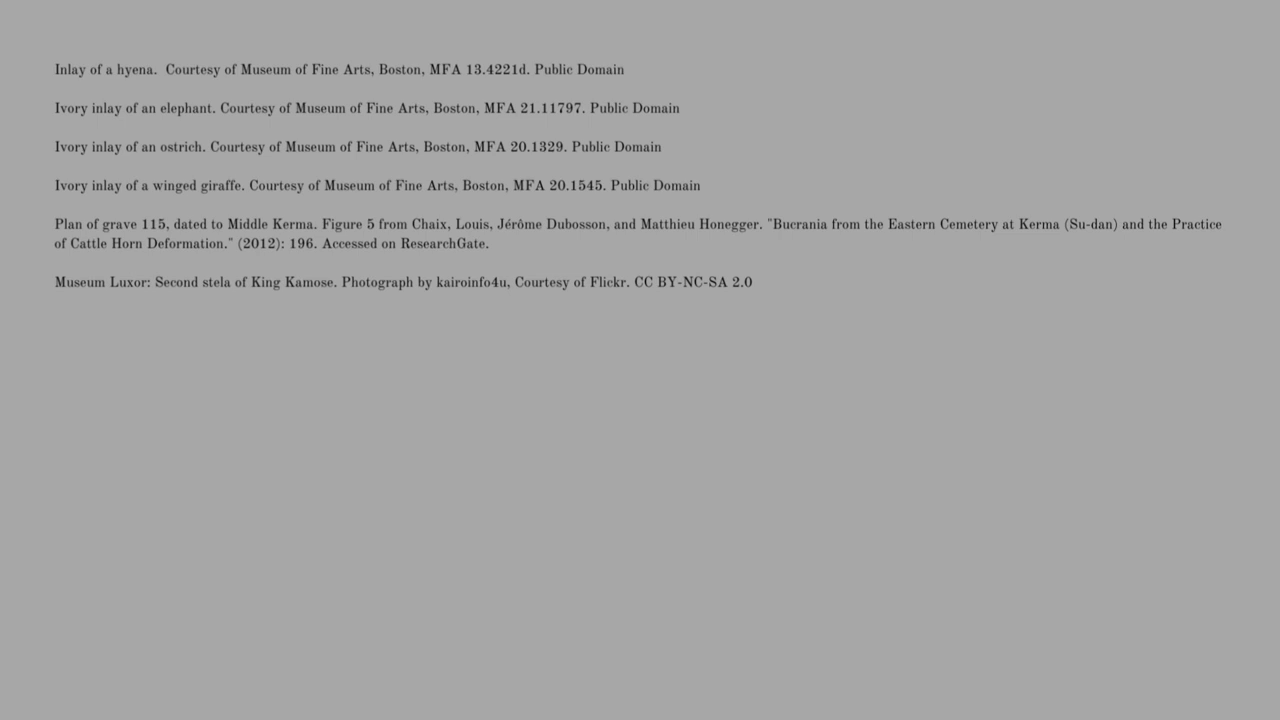 Inlay of a hyena.  Courtesy of Museum of Fine Arts, Boston, MFA 13.4221d. Public Domain
Ivory inlay of an elephant. Courtesy of Museum of Fine Arts, Boston, MFA 21.11797. Public Domain
Ivory inlay of an ostrich. Courtesy of Museum of Fine Arts, Boston, MFA 20.1329. Public Domain
Ivory inlay of a winged giraffe. Courtesy of Museum of Fine Arts, Boston, MFA 20.1545. Public Domain
Plan of grave 115, dated to Middle Kerma. Figure 5 from Chaix, Louis, Jérôme Dubosson, and Matthieu Honegger. "Bucrania from the Eastern Cemetery at Kerma (Su-dan) and the Practice
of Cattle Horn Deformation." (2012): 196. Accessed on ResearchGate.
Museum Luxor: Second stela of King Kamose. Photograph by kairoinfo4u, Courtesy of Flickr. CC BY-NC-SA 2.0